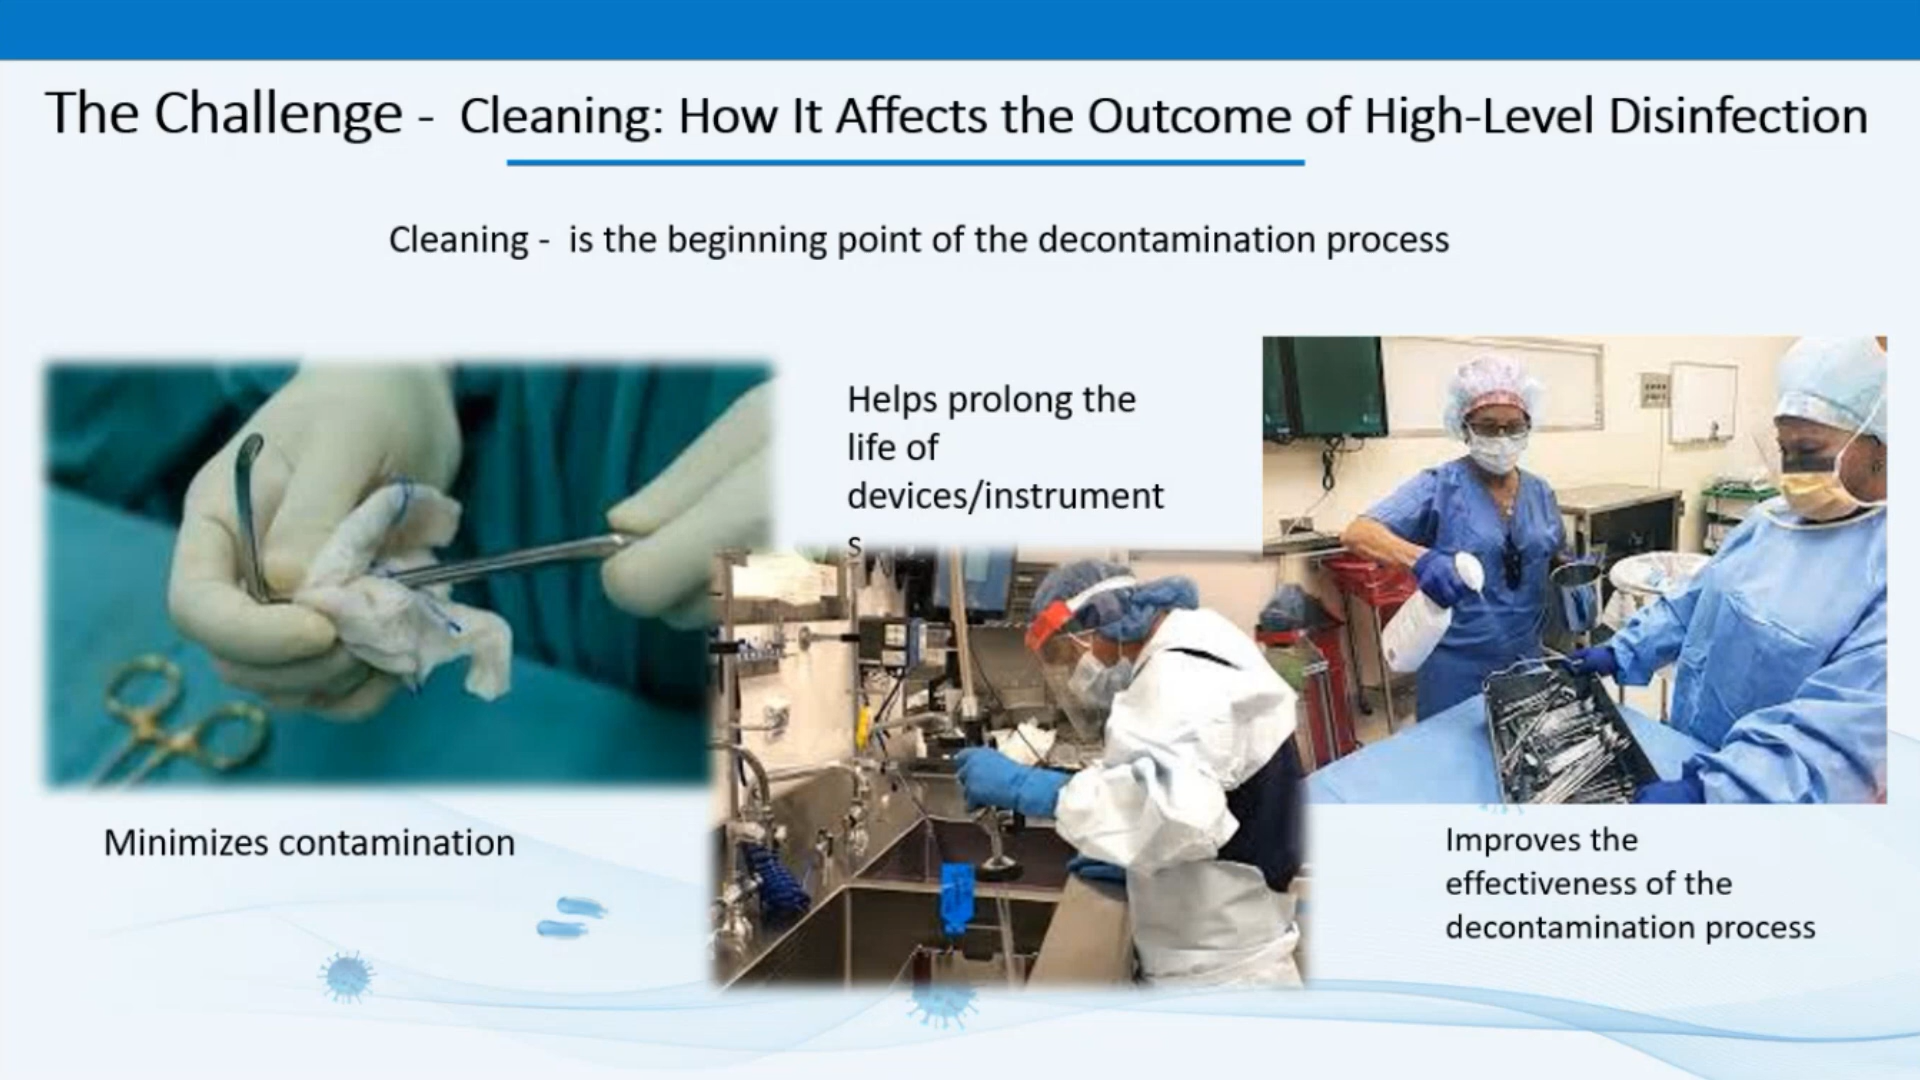 The Challenge - Cleaning: How It Affects the Outcome of High-Level Disinfection
Cleaning - is the beginning point of the decontamination process
Helps prolong the
life of
devices/instrument
s
Minimizes contamination
Improves the
effectiveness of the
decontamination process